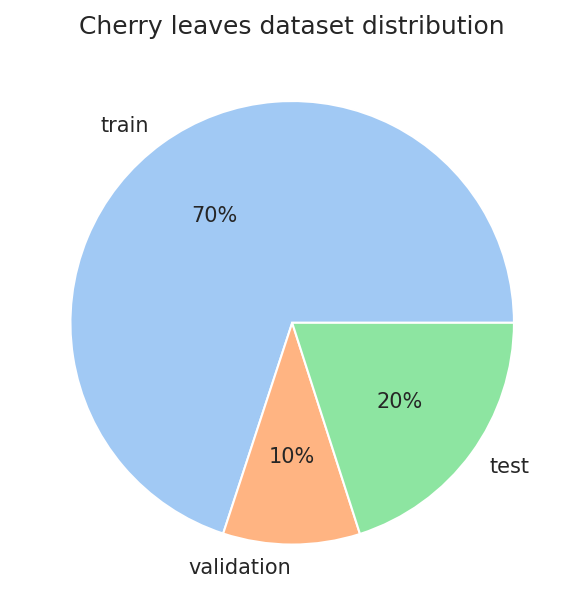 Cherry leaves dataset distribution
train
70%
20%
10%
test
validation